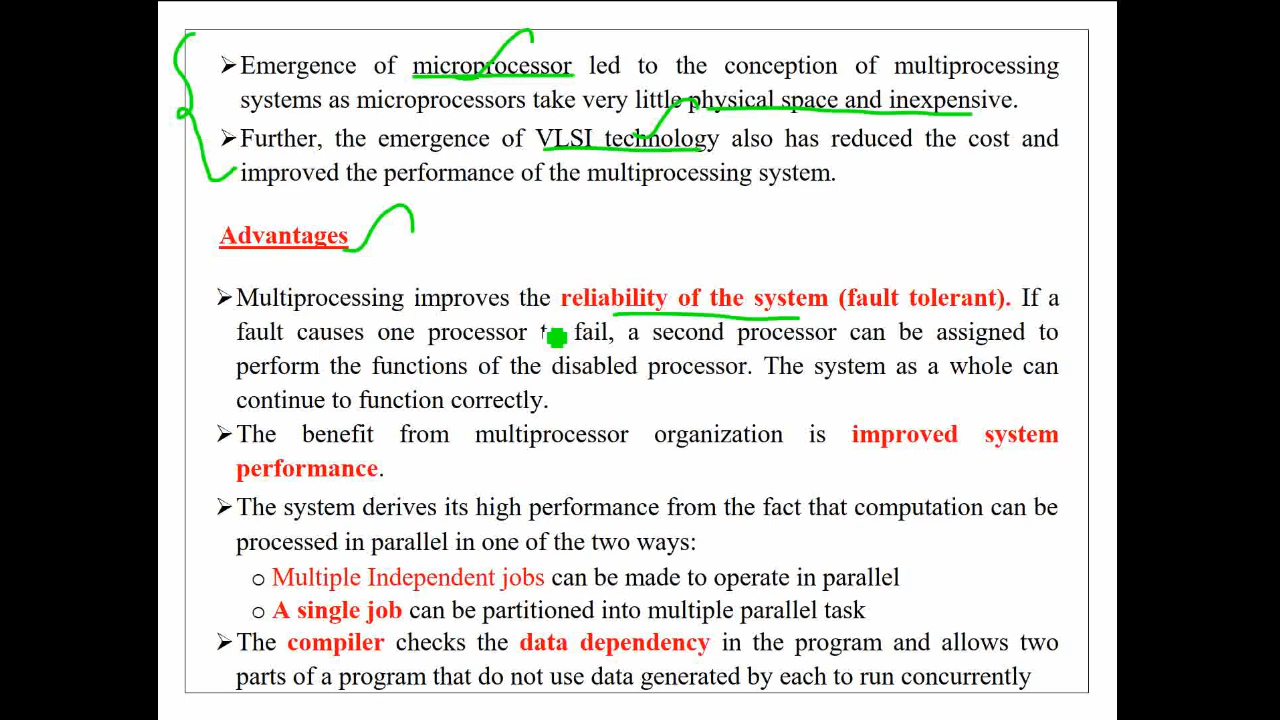 ➢Emergence of microprocessor led to the conception of multiprocessing
systems as microprocessors take very little physical space and inexpensive.
➢Further, the emergence of VLSI technology also has reduced the cost and
improved the performance of the multiprocessing system.
Advantages
➢Multiprocessing improves the reliability of the system (fault tolerant). If a
fault causes one processor to fail, a second processor can be assigned to
perform the functions of the disabled processor. The system as a whole can
continue to function correctly.
➢The benefit from multiprocessor organization is improved system
performance.
➢The system derives its high performance from the fact that computation can be
processed in parallel in one of the two ways:
o Multiple Independent jobs can be made to operate in parallel
o A single job can be partitioned into multiple parallel task
➢The compiler checks the data dependency in the program and allows two
parts of a program that do not use data generated by each to run concurrently